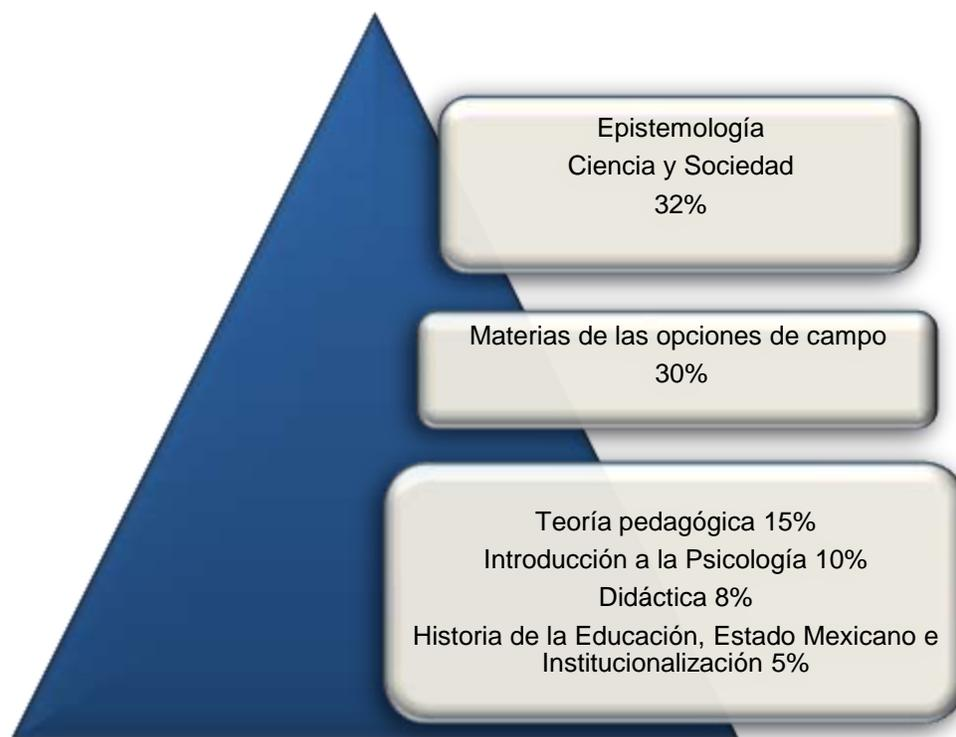 Epistemología
Ciencia y Sociedad
32%
Materias de las opciones de campo
30%
Teoría pedagógica 15%
Introducción a la Psicología 10%
Didáctica 8%
Historia de la Educación, Estado Mexicano e
Institucionalización 5%